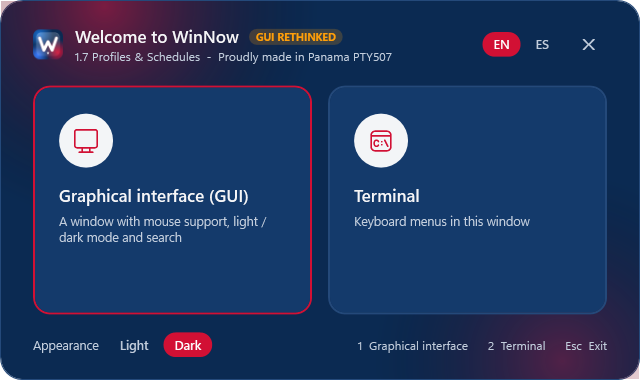 W
Welcome to WinNow GUI RETHINKED
1.7 Profiles & Schedules - Proudly made in Panama PTY507
EN ES
C:\
Graphical interface (GUI)
A window with mouse support, light /
dark mode and search
Terminal
Keyboard menus in this window
Appearance Light Dark
1 Graphical interface 2 Terminal Esc Exit